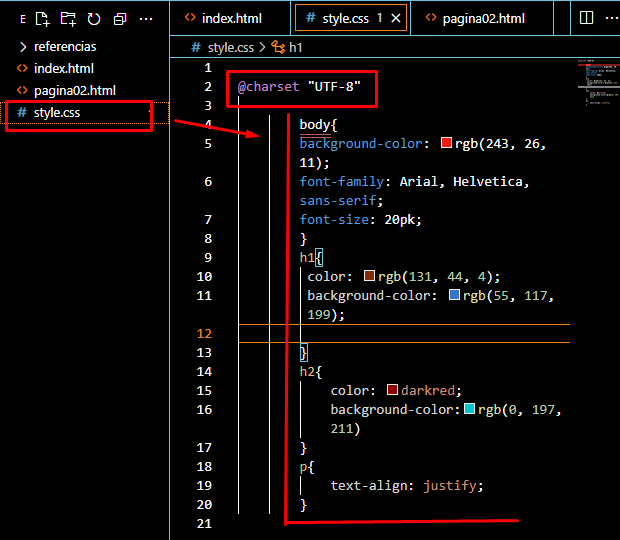 E
index.html
style.css 1 ×
pagina02.html
referencias
index.html
pagina02.html
style.css
style.css > h1
1
2 @charset "UTF-8"
3
4 body{
5 background-color: rgb(243, 26,
11);
6 font-family: Arial, Helvetica,
sans-serif;
7 font-size: 20pk;
8 }
9 h1{
10 color: rgb(131, 44, 4);
11 background-color: rgb(55, 117,
199);
12
13 }
14 h2{
15 color: darkred;
16 background-color: rgb(0, 197,
211)
17 }
18 p{
19 text-align: justify;
20 }
21